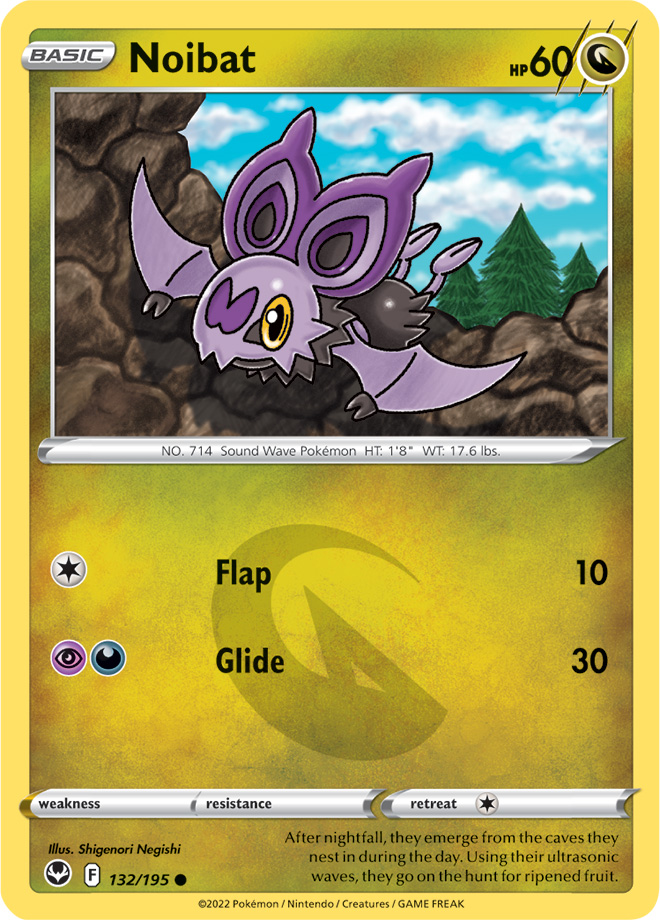 BASIC Noibat HP60
NO. 714 Sound Wave Pokémon HT: 1'8" WT: 17.6 lbs.
Flap 10
Glide 30
weakness resistance retreat
Illus. Shigenori Negishi
After nightfall, they emerge from the caves they
nest in during the day. Using their ultrasonic
waves, they go on the hunt for ripened fruit.
F 132/195
©2022 Pokémon / Nintendo / Creatures / GAME FREAK